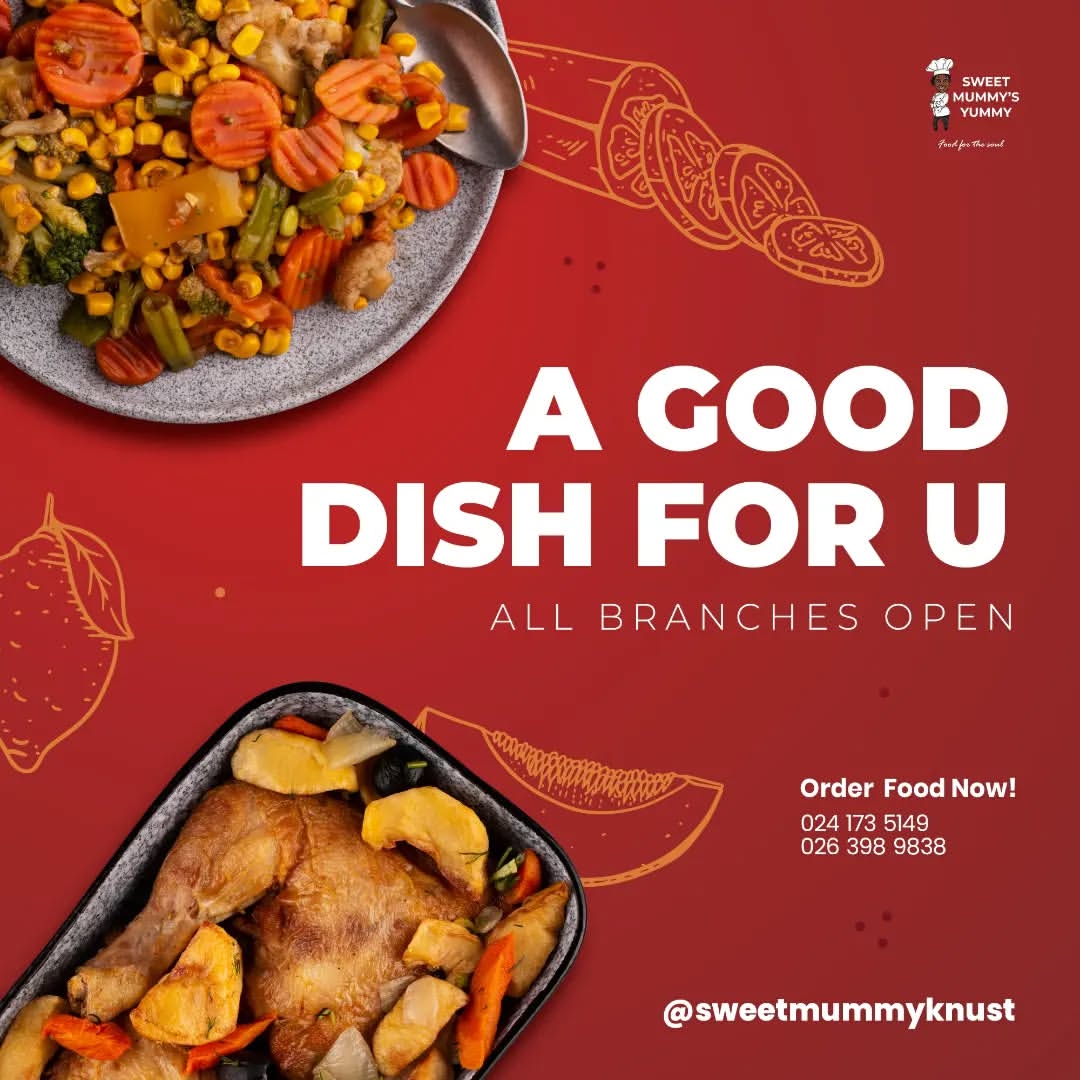 SWEET
MUMMY'S
YUMMY
Food for the soul
A GOOD
DISH FOR U
ALL BRANCHES OPEN
Order Food Now!
024 173 5149
026 398 9838
@sweetmummyknust